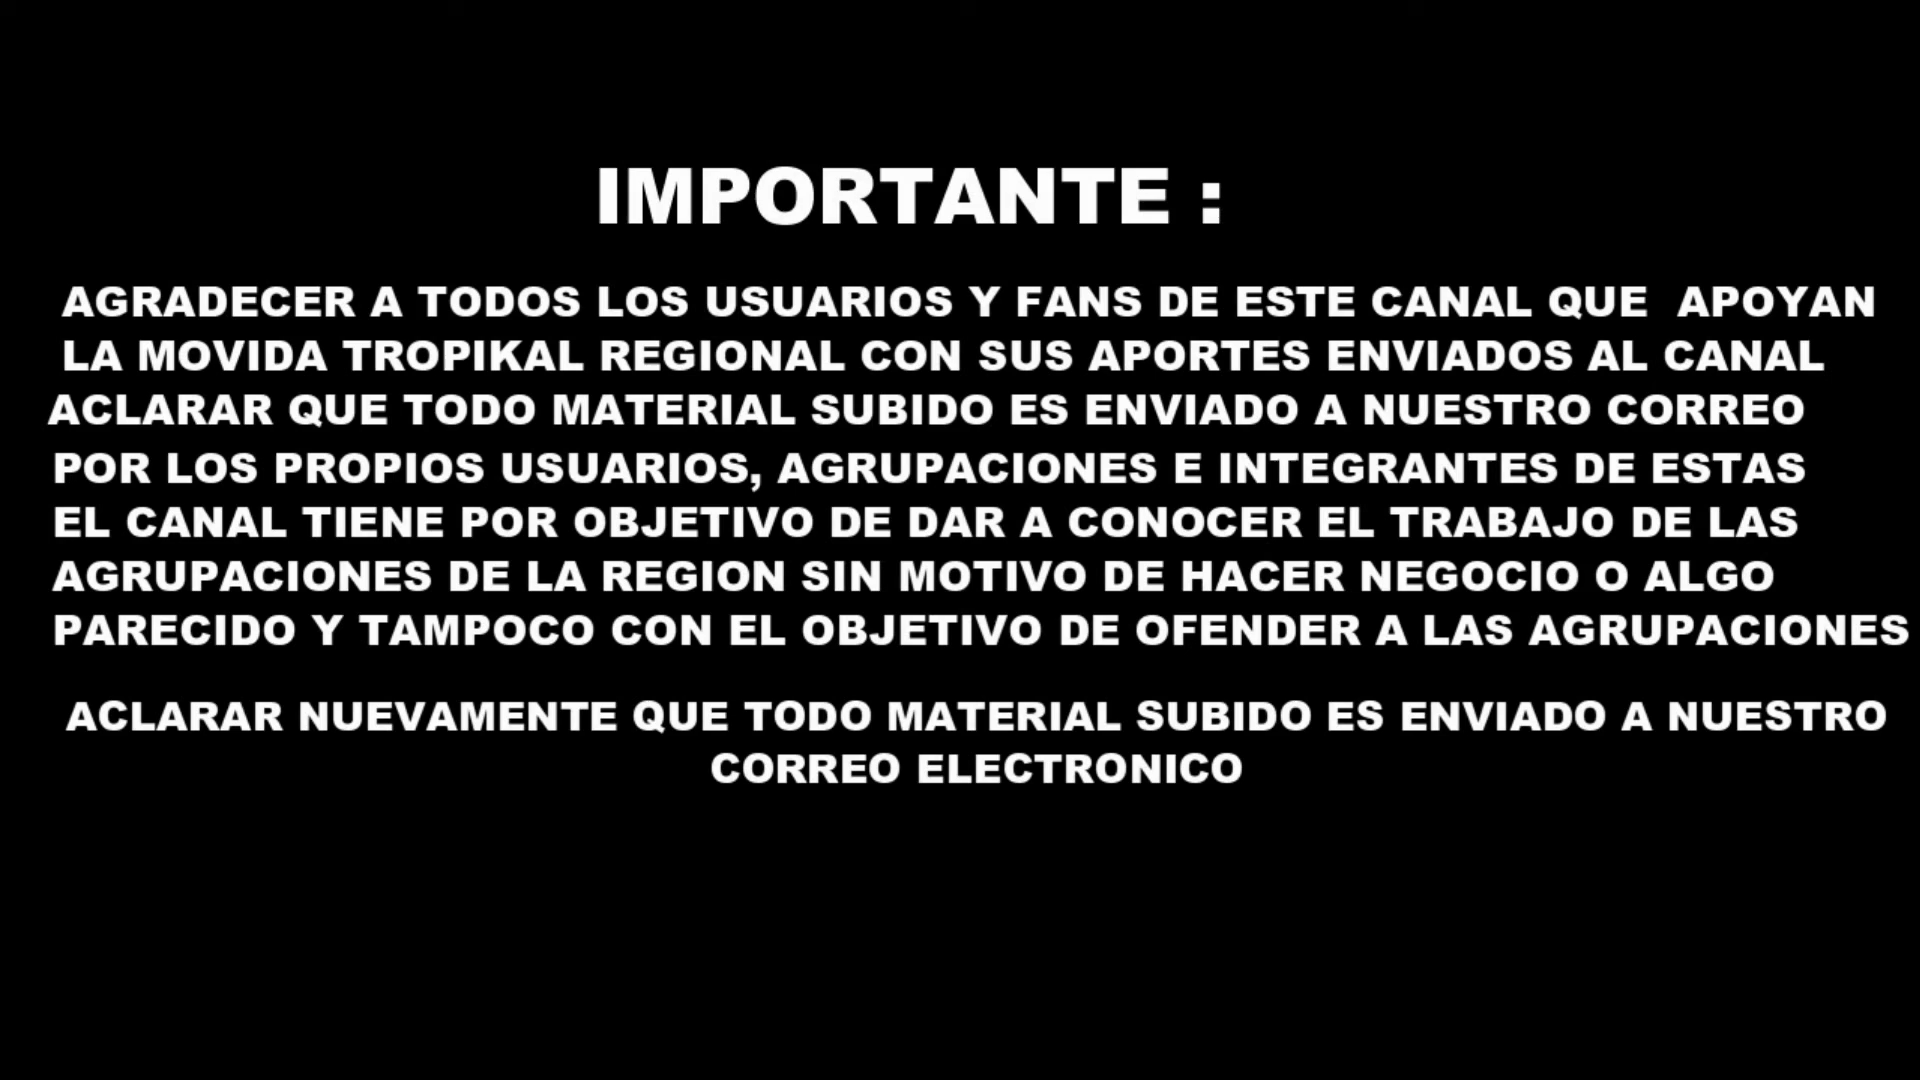 IMPORTANTE :
AGRADECER A TODOS LOS USUARIOS Y FANS DE ESTE CANAL QUE APOYAN
LA MOVIDA TROPIKAL REGIONAL CON SUS APORTES ENVIADOS AL CANAL
ACLARAR QUE TODO MATERIAL SUBIDO ES ENVIADO A NUESTRO CORREO
POR LOS PROPIOS USUARIOS, AGRUPACIONES E INTEGRANTES DE ESTAS
EL CANAL TIENE POR OBJETIVO DE DAR A CONOCER EL TRABAJO DE LAS
AGRUPACIONES DE LA REGION SIN MOTIVO DE HACER NEGOCIO O ALGO
PARECIDO Y TAMPOCO CON EL OBJETIVO DE OFENDER A LAS AGRUPACIONES
ACLARAR NUEVAMENTE QUE TODO MATERIAL SUBIDO ES ENVIADO A NUESTRO
CORREO ELECTRONICO